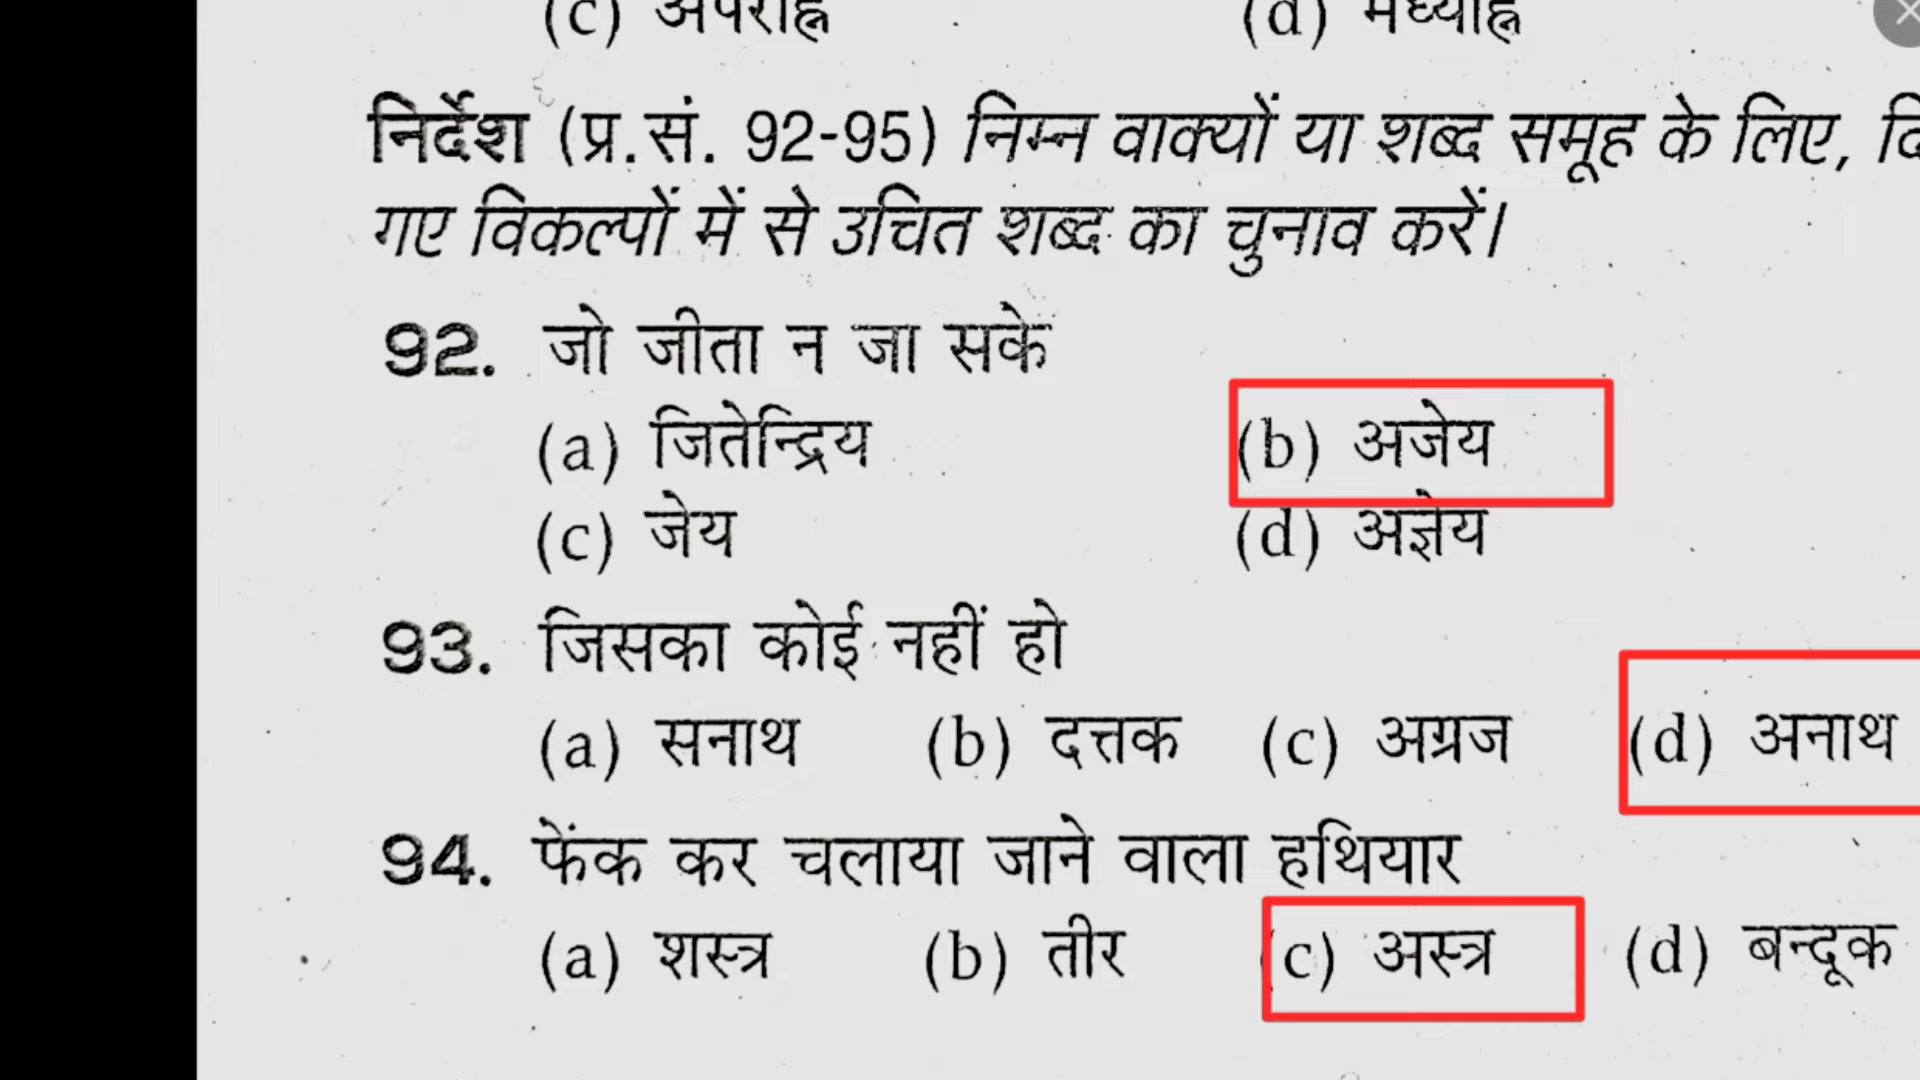 (c) अपराह्न (d) मध्याह्न
निर्देश (प्र.सं. 92-95) निम्न वाक्यों या शब्द समूह के लिए,
गए विकल्पों में से उचित शब्द का चुनाव करें।
92. जो जीता न जा सके
(a) जितेन्द्रिय (b) अजेय
(c) जेय (d) अज्ञेय
93. जिसका कोई नहीं हो
(a) सनाथ (b) दत्तक (c) अग्रज (d) अनाथ
94. फेंक कर चलाया जाने वाला हथियार
(a) शस्त्र (b) तीर (c) अस्त्र (d) बन्दूक